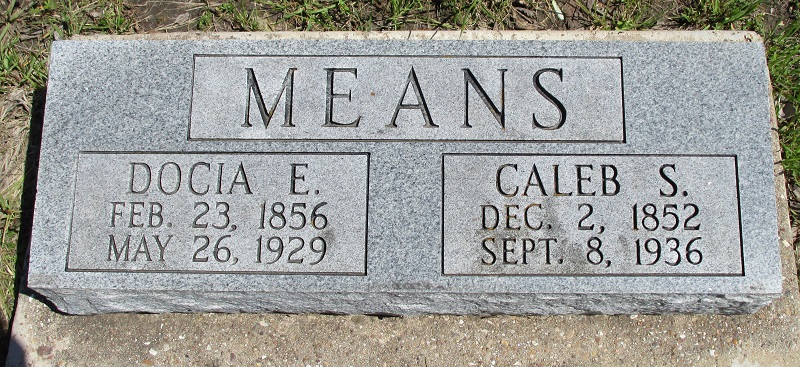 MEANS
DOCIA E.
FEB. 23, 1856
MAY 26, 1929
CALEB S.
DEC. 2, 1852
SEPT. 8, 1936